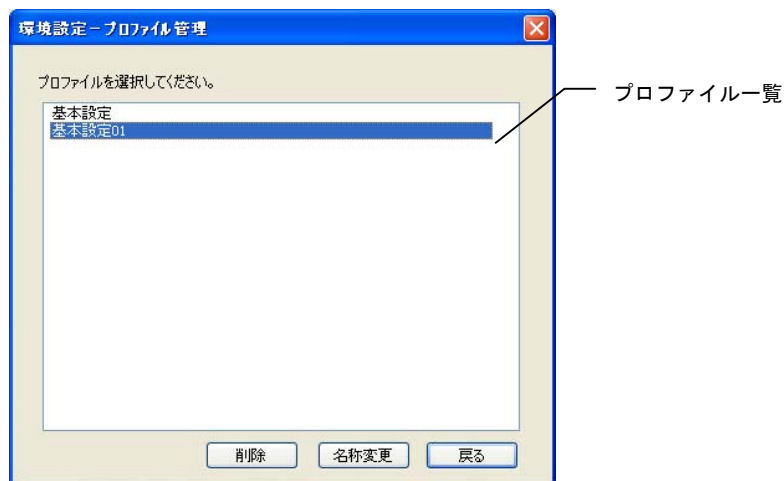 環境設定－プロファイル管理
プロファイルを選択してください。
プロファイル一覧
基本設定
基本設定01
削除
名称変更
戻る